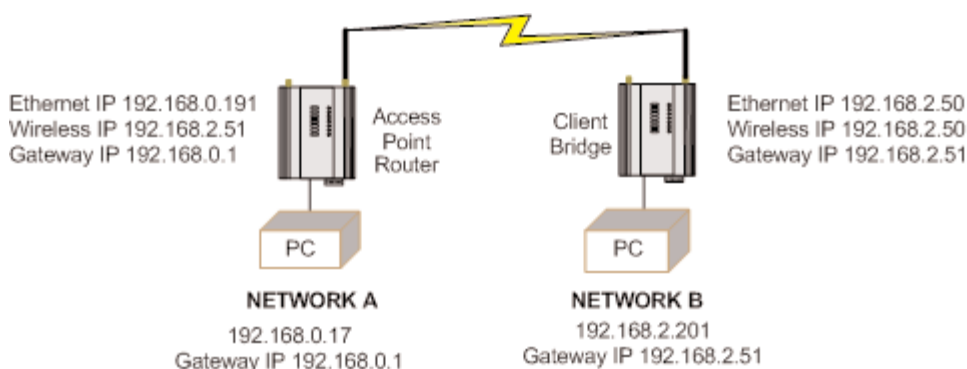 Ethernet IP 192.168.0.191
Wireless IP 192.168.2.51
Gateway IP 192.168.0.1
Access
Point
Router
Client
Bridge
Ethernet IP 192.168.2.50
Wireless IP 192.168.2.50
Gateway IP 192.168.2.51
PC
PC
NETWORK A
192.168.0.17
Gateway IP 192.168.0.1
NETWORK B
192.168.2.201
Gateway IP 192.168.2.51